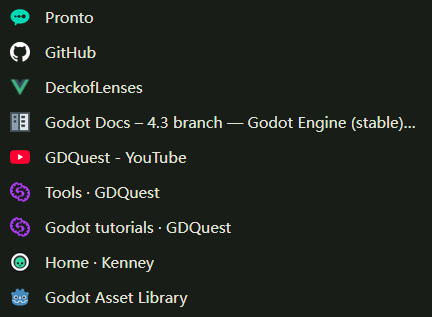 Pronto
GitHub
DeckofLenses
Godot Docs – 4.3 branch — Godot Engine (stable)...
GDQuest - YouTube
Tools · GDQuest
Godot tutorials · GDQuest
Home · Kenney
Godot Asset Library